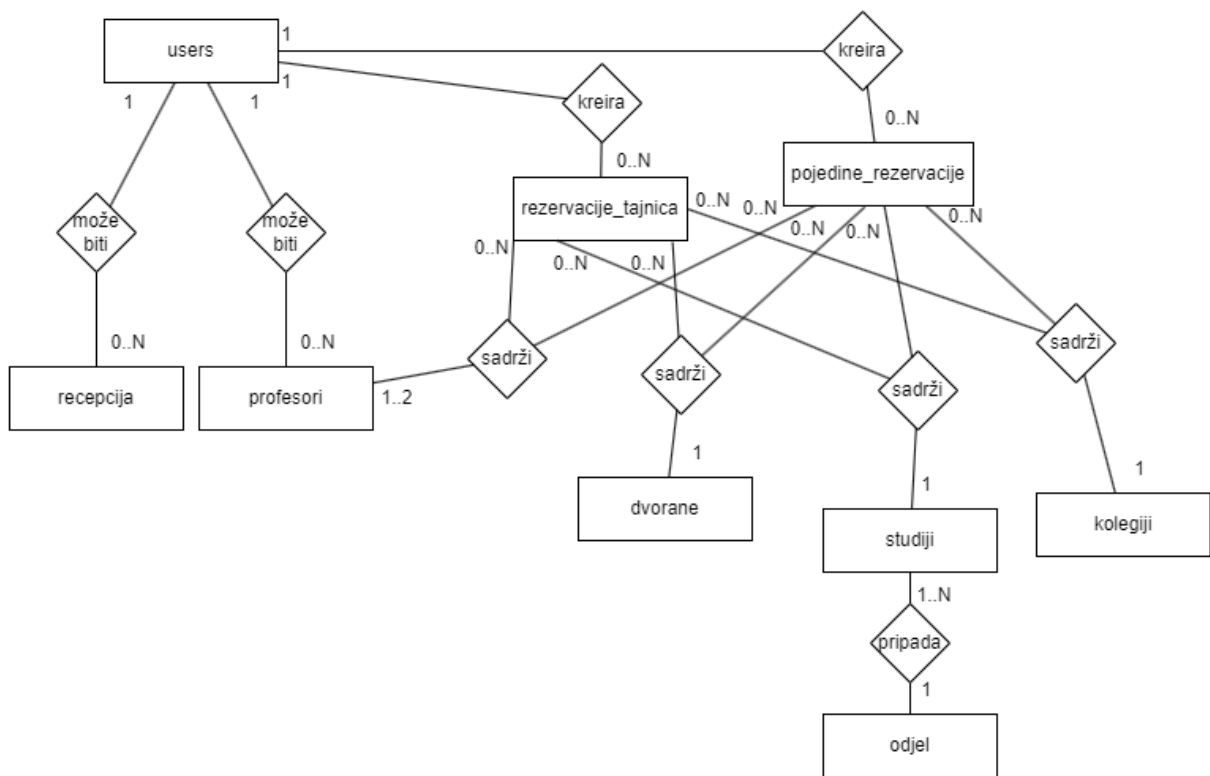 1
users
kreira
1
1
1
kreira
0..N
0..N
pojedine_rezervacije
može
biti
može
biti
rezervacije_tajnica
0..N
0..N
0..N
0..N
0..N
0..N
0..N
0..N
0..N
0..N
sadrži
sadrži
sadrži
sadrži
recepcija
profesori
1..2
1
1
1
dvorane
kolegiji
studiji
1..N
pripada
1
odjel